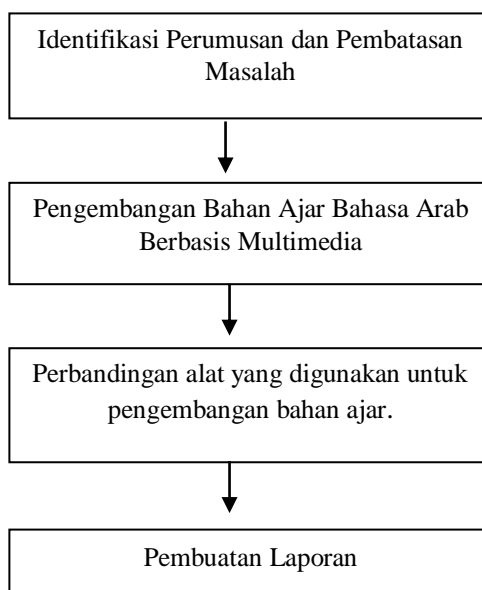 Identifikasi Perumusan dan Pembatasan
Masalah
Pengembangan Bahan Ajar Bahasa Arab
Berbasis Multimedia
Perbandingan alat yang digunakan untuk
pengembangan bahan ajar.
Pembuatan Laporan